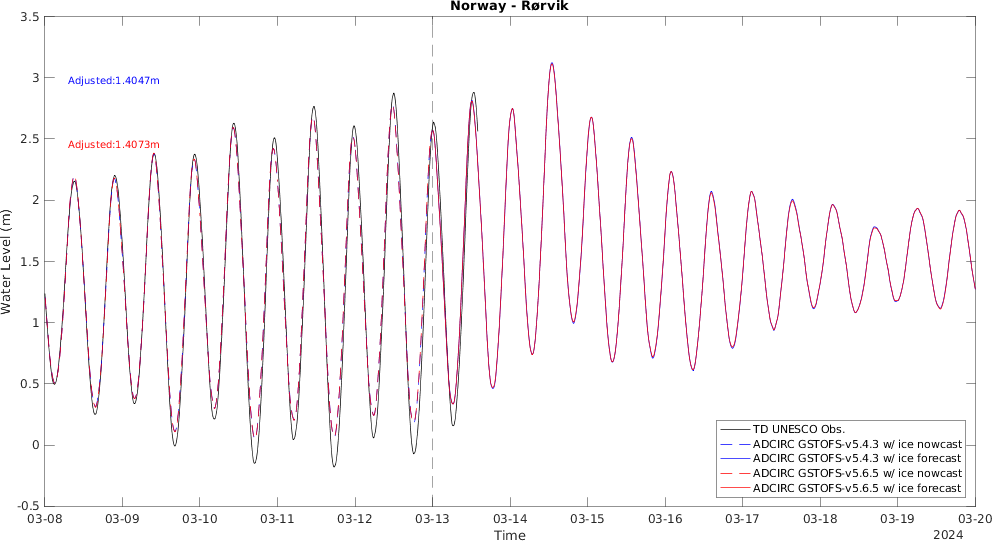 Norway - Rørvik
3.5
3
2.5
2
1.5
1
0.5
0
-0.5
Water Level (m)
Adjusted:1.4047m
Adjusted:1.4073m
TD UNESCO Obs.
ADCIRC GSTOFS-v5.4.3 w/ ice nowcast
ADCIRC GSTOFS-v5.4.3 w/ ice forecast
ADCIRC GSTOFS-v5.6.5 w/ ice nowcast
ADCIRC GSTOFS-v5.6.5 w/ ice forecast
03-08 03-09 03-10 03-11 03-12 03-13 03-14 03-15 03-16 03-17 03-18 03-19 03-20
Time
2024